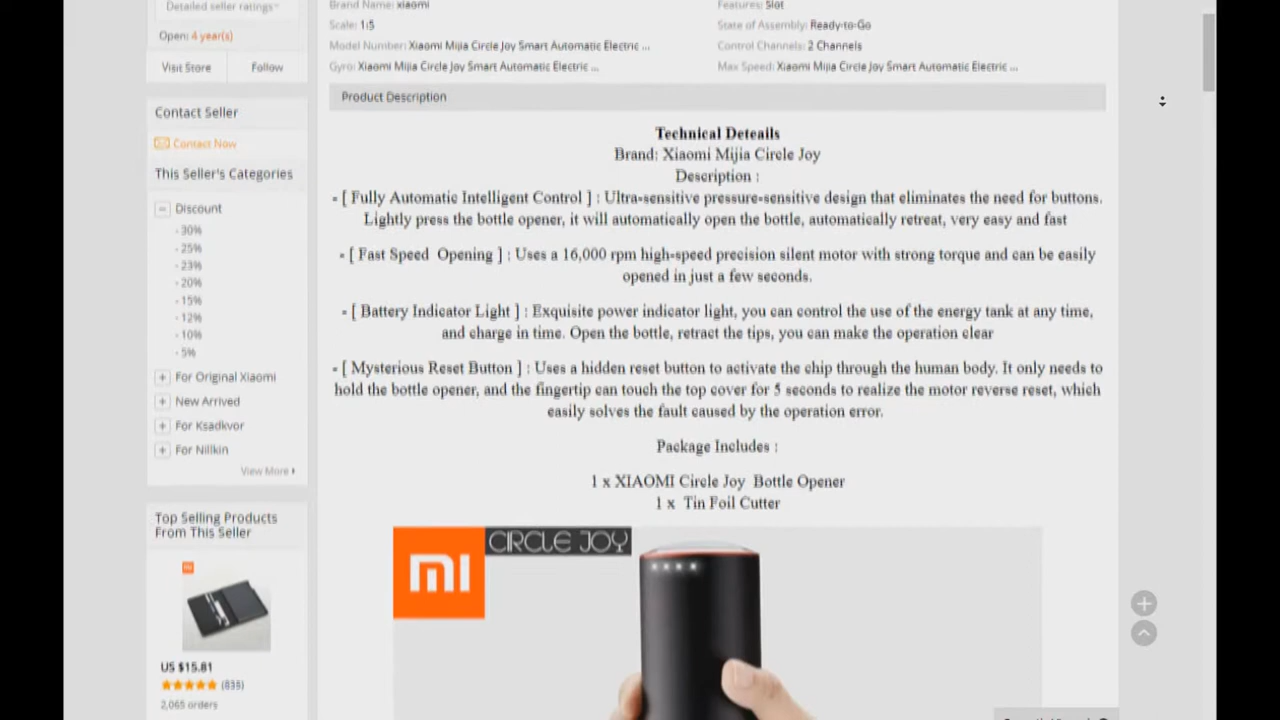 Detailed seller ratings
Open: 4 year(s)
Visit Store
Follow
Contact Seller
Contact Now
This Seller's Categories
Discount
- 30%
- 25%
- 23%
- 20%
- 15%
- 12%
- 10%
- 5%
For Original Xiaomi
New Arrived
For Ksadkvor
For Nillkin
View More
Top Selling Products
From This Seller
US $15.81
(835)
2,065 orders
Brand Name: xiaomi
Features: Slot
Scale: 1:5
State of Assembly: Ready-to-Go
Model Number: Xiaomi Mijia Circle Joy Smart Automatic Electric ...
Control Channels: 2 Channels
Gyro: Xiaomi Mijia Circle Joy Smart Automatic Electric ...
Max Speed: Xiaomi Mijia Circle Joy Smart Automatic Electric ...
Product Description
Technical Deteails
Brand: Xiaomi Mijia Circle Joy
Description :
[ Fully Automatic Intelligent Control ] : Ultra-sensitive pressure-sensitive design that eliminates the need for buttons.
Lightly press the bottle opener, it will automatically open the bottle, automatically retreat, very easy and fast
[ Fast Speed Opening ] : Uses a 16,000 rpm high-speed precision silent motor with strong torque and can be easily
opened in just a few seconds.
[ Battery Indicator Light ] : Exquisite power indicator light, you can control the use of the energy tank at any time,
and charge in time. Open the bottle, retract the tips, you can make the operation clear
[ Mysterious Reset Button ] : Uses a hidden reset button to activate the chip through the human body. It only needs to
hold the bottle opener, and the fingertip can touch the top cover for 5 seconds to realize the motor reverse reset, which
easily solves the fault caused by the operation error.
Package Includes :
1 x XIAOMI Circle Joy Bottle Opener
1 x Tin Foil Cutter
mi
CIRCLE JOY